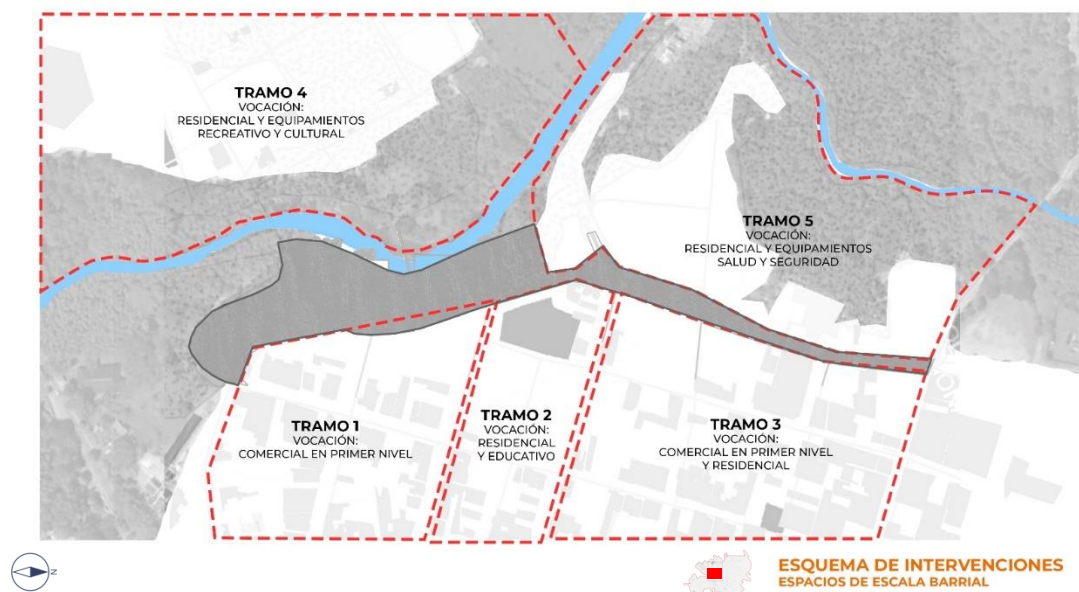 TRAMO 4
VOCACIÓN:
RESIDENCIAL Y EQUIPAMIENTOS
RECREATIVO Y CULTURAL
TRAMO 5
VOCACIÓN:
RESIDENCIAL Y EQUIPAMIENTOS
SALUD Y SEGURIDAD
TRAMO 1
VOCACIÓN:
COMERCIAL EN PRIMER NIVEL
TRAMO 2
VOCACIÓN:
RESIDENCIAL
Y EDUCATIVO
TRAMO 3
VOCACIÓN:
COMERCIAL EN PRIMER NIVEL
Y RESIDENCIAL
N
ESQUEMA DE INTERVENCIONES
ESPACIOS DE ESCALA BARRIAL